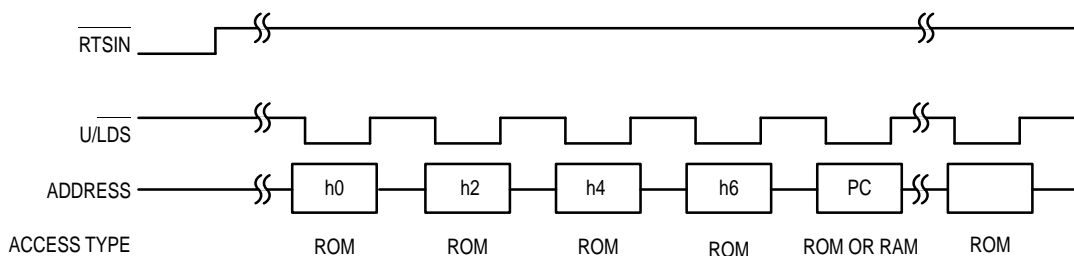 RTSIN
U/LDS
ADDRESS h0 h2 h4 h6 PC
ACCESS TYPE ROM ROM ROM ROM ROM OR RAM ROM